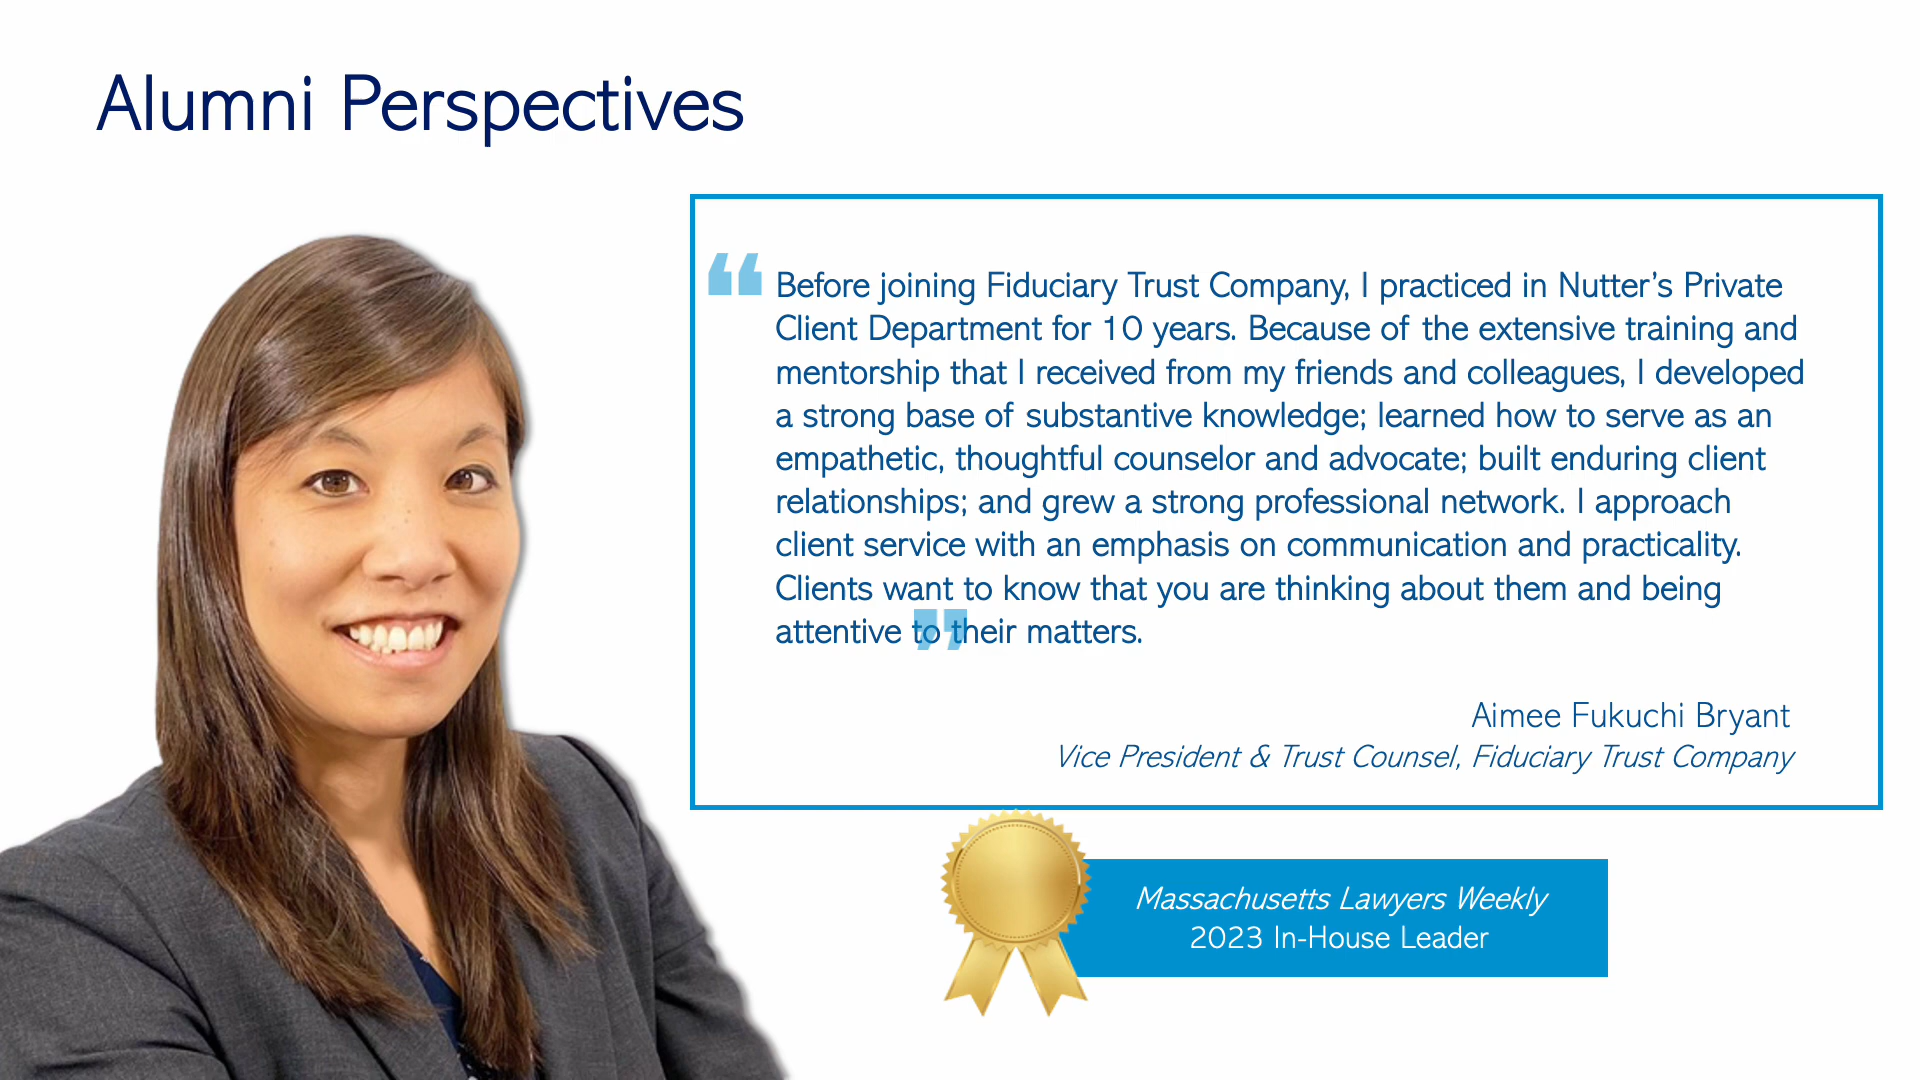 Alumni Perspectives
“
Before joining Fiduciary Trust Company, I practiced in Nutter’s Private
Client Department for 10 years. Because of the extensive training and
mentorship that I received from my friends and colleagues, I developed
a strong base of substantive knowledge; learned how to serve as an
empathetic, thoughtful counselor and advocate; built enduring client
relationships; and grew a strong professional network. I approach
client service with an emphasis on communication and practicality.
Clients want to know that you are thinking about them and being
attentive to their matters.
”
Aimee Fukuchi Bryant
Vice President & Trust Counsel, Fiduciary Trust Company
Massachusetts Lawyers Weekly
2023 In-House Leader